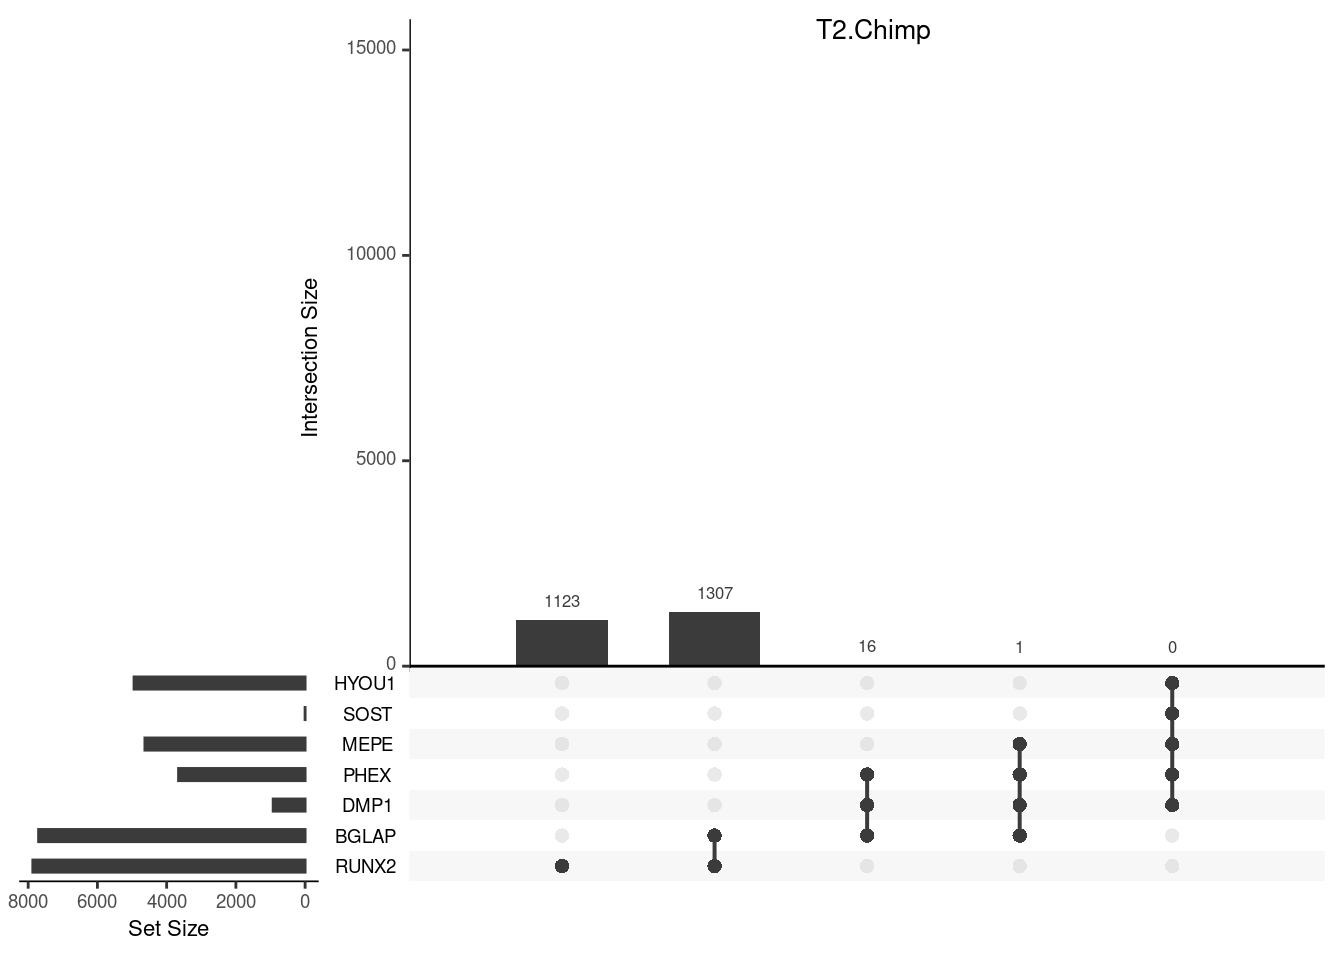 T2.Chimp
15000
10000
5000
0
Intersection Size
1123
1307
16
1
0
HYOU1
SOST
MEPE
PHEX
DMP1
BGLAP
RUNX2
8000 6000 4000 2000 0
Set Size